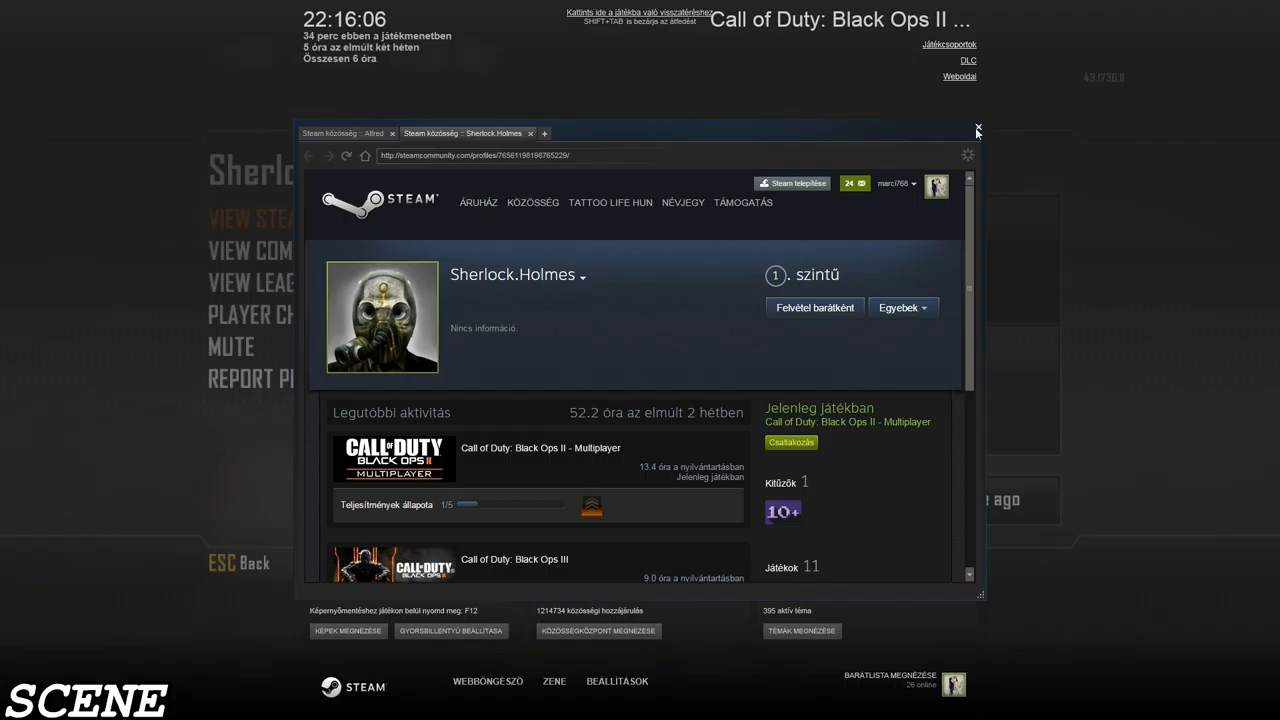 22:16:06
34 perc ebben a játékmenetben
5 óra az elmúlt két héten
Összesen 6 óra
Kattints ide a játékba való visszatéréshez
SHIFT+TAB is bezárja az átfedést
Call of Duty: Black Ops II ...
Játékcsoportok
DLC
Weboldal
43.1736.11
Steam közösség :: Alfred
Steam közösség :: Sherlock.Holmes
http://steamcommunity.com/profiles/76561198198765229/
Steam telepítése
24
marci768
STEAM
ÁRUHÁZ KÖZÖSSÉG TATTOO LIFE HUN NÉVJEGY TÁMOGATÁS
Sherlock.Holmes
1. szintű
Felvétel barátként
Egyebek
Nincs információ.
Legutóbbi aktivitás
52.2 óra az elmúlt 2 hétben
CALL OF DUTY
BLACK OPS II
MULTIPLAYER
Call of Duty: Black Ops II - Multiplayer
13.4 óra a nyilvántartásban
Jelenleg játékban
Teljesítmények állapota 1/5
CALL OF DUTY
Call of Duty: Black Ops III
9.0 óra a nyilvántartásban
Jelenleg játékban
Call of Duty: Black Ops II - Multiplayer
Csatlakozás
Kitűzők 1
10+
Játékok 11
Sherlo
VIEW STE
VIEW COM
VIEW LEAG
PLAYER CH
MUTE
REPORT P
ESC Back
e ago
Képernyőmentéshez játékon belül nyomd meg: F12
KÉPEK MEGNÉZÉSE
GYORSBILLENTYŰ BEÁLLÍTÁSA
1214734 közösségi hozzájárulás
KÖZÖSSÉGKÖZPONT MEGNÉZÉSE
395 aktív téma
TÉMÁK MEGNÉZÉSE
STEAM
WEBBÖNGÉSZŐ ZENE BEÁLLÍTÁSOK
BARÁTLISTA MEGNÉZÉSE
26 online
SCENE